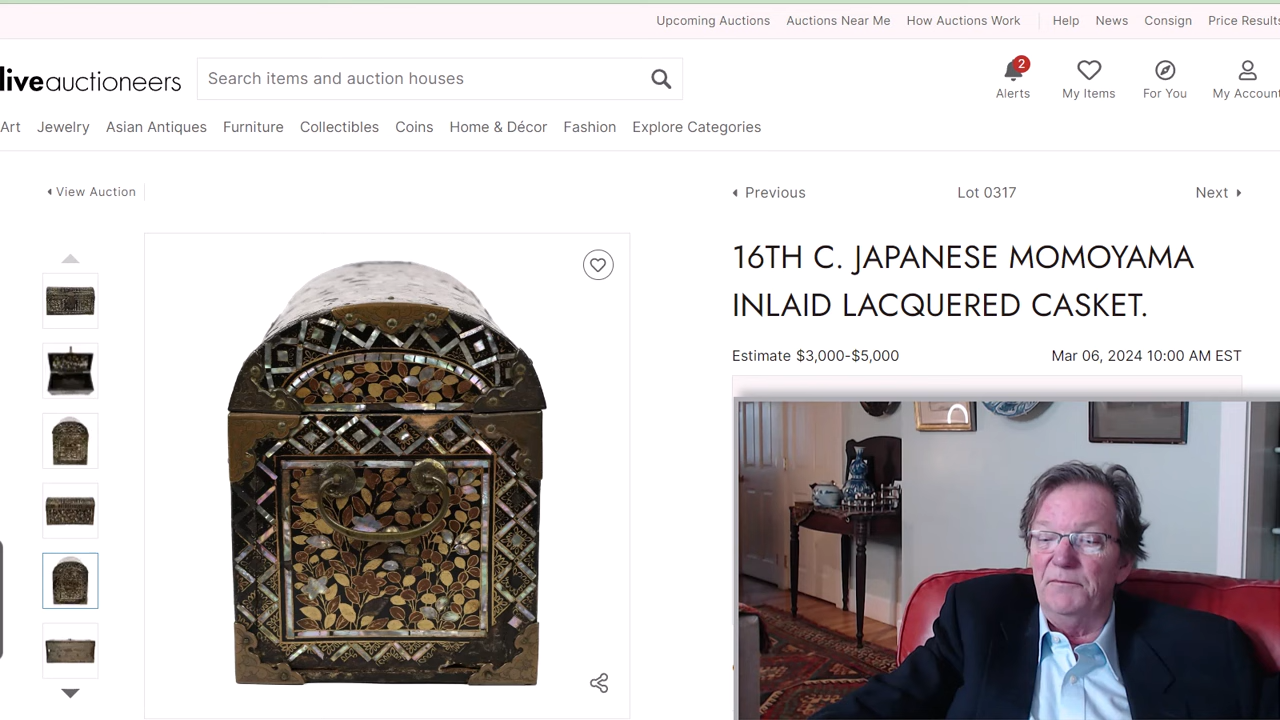 Upcoming Auctions Auctions Near Me How Auctions Work Help News Consign Price Results
liveauctioneers
Search items and auction houses
2
Alerts My Items For You My Account
Art Jewelry Asian Antiques Furniture Collectibles Coins Home & Décor Fashion Explore Categories
View Auction
Previous Lot 0317 Next
16TH C. JAPANESE MOMOYAMA
INLAID LACQUERED CASKET.
Estimate $3,000-$5,000 Mar 06, 2024 10:00 AM EST